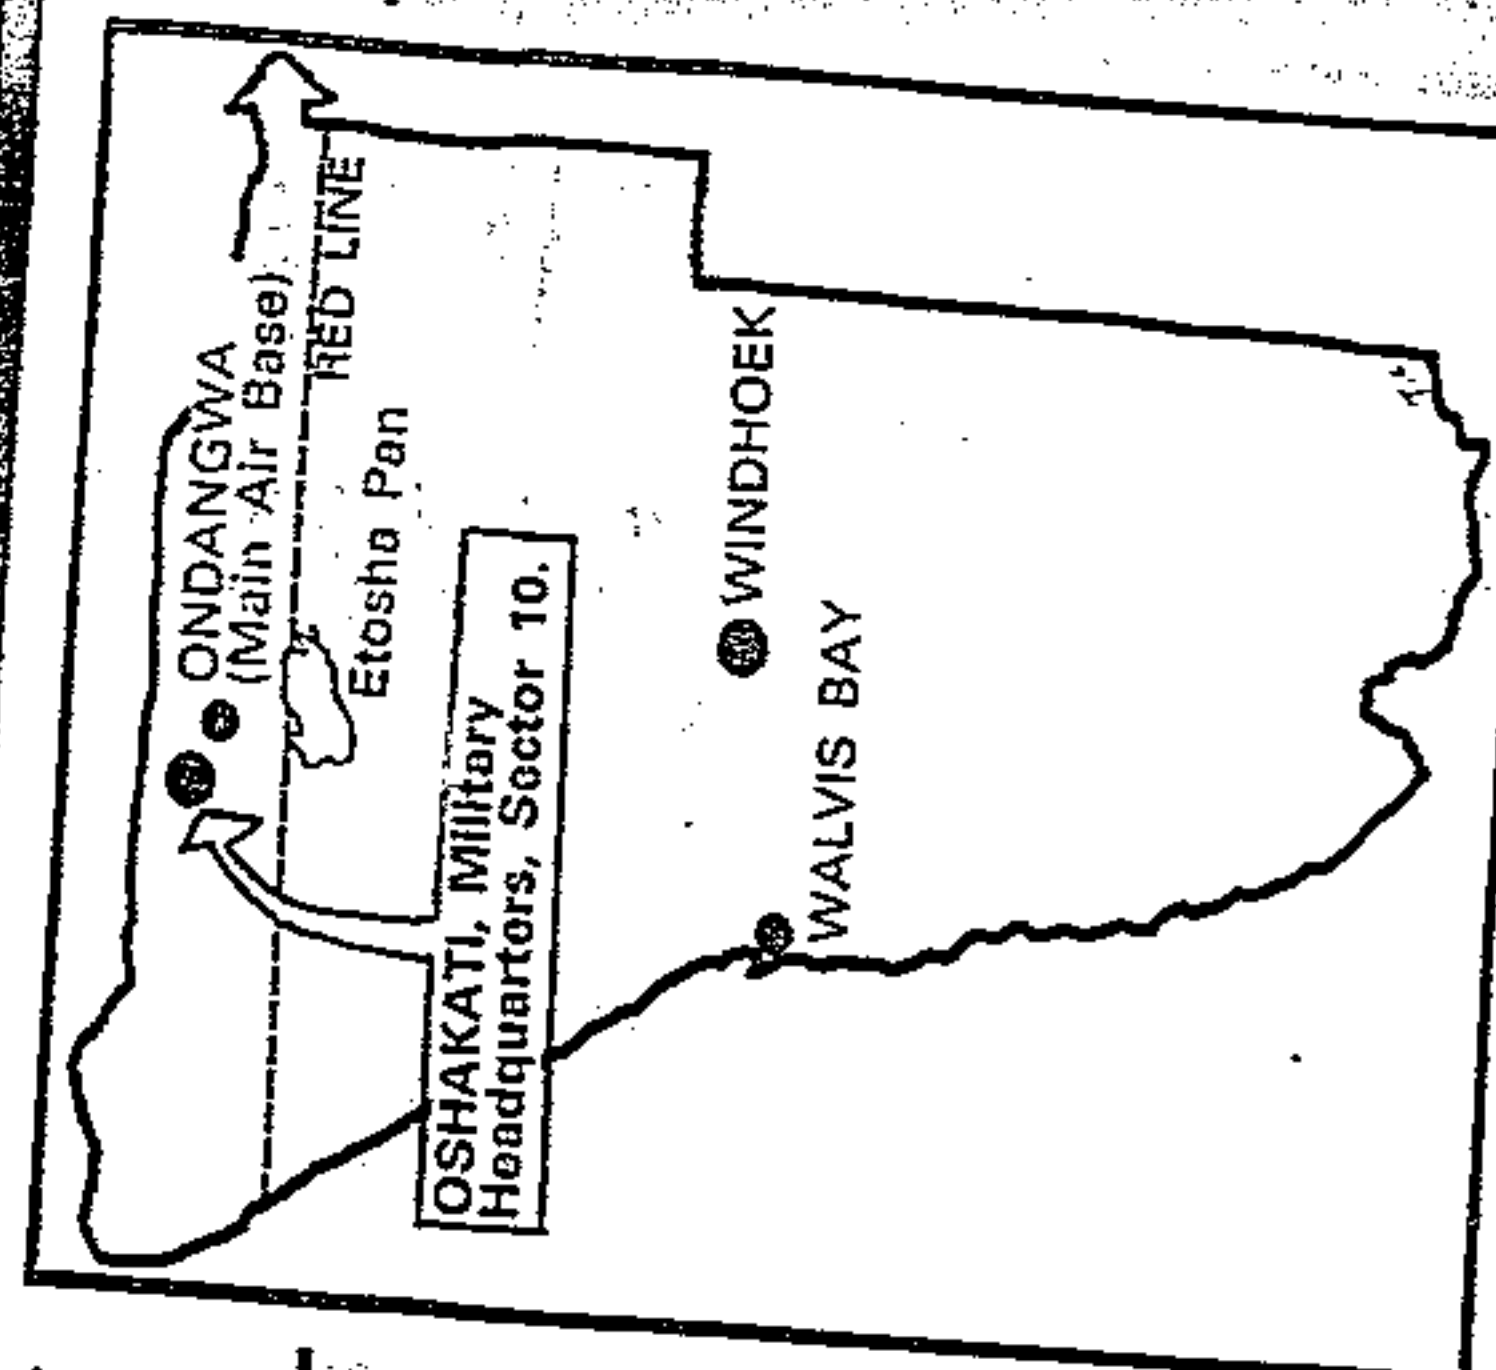 ONDANGWA
(Main Air Base)
RED LINE
Etosha Pan
OSHAKATI, Military
Headquarters, Sector 10.
WINDHOEK
WALVIS BAY